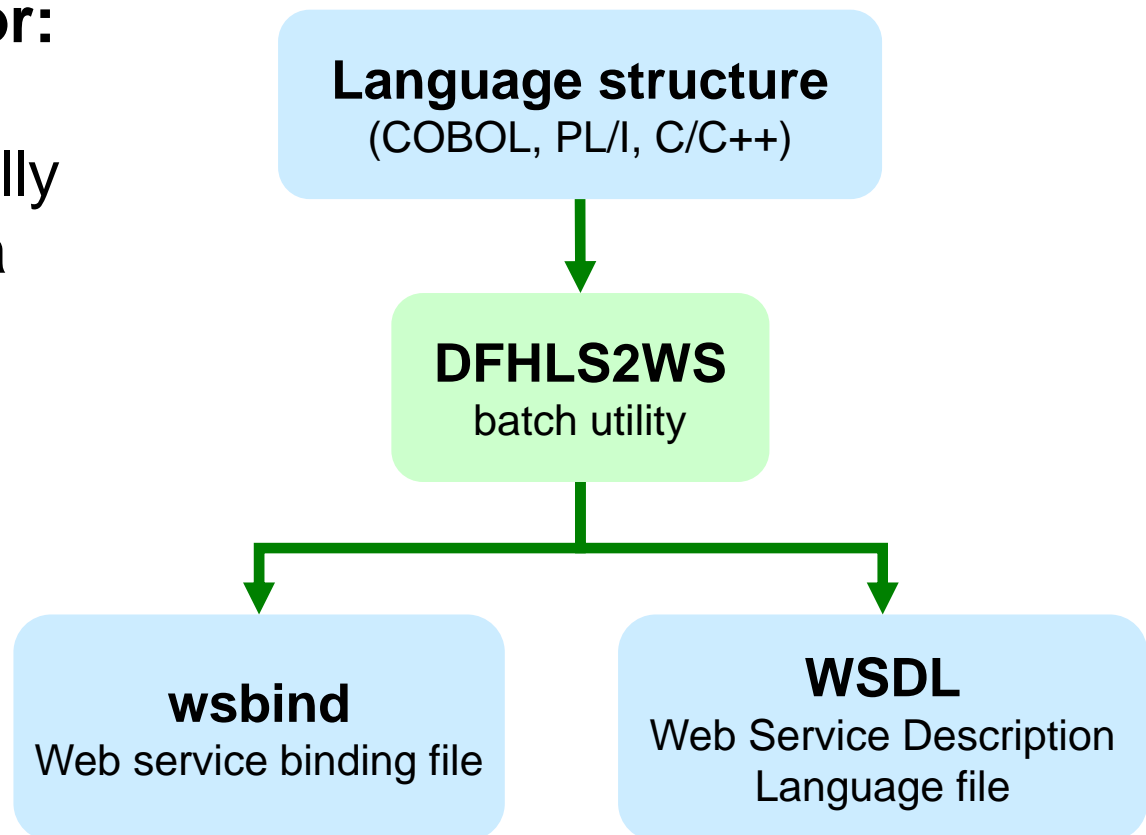 or:
lly
a
Language structure
(COBOL, PL/I, C/C++)
DFHLS2WS
batch utility
wsbind
Web service binding file
WSDL
Web Service Description
Language file